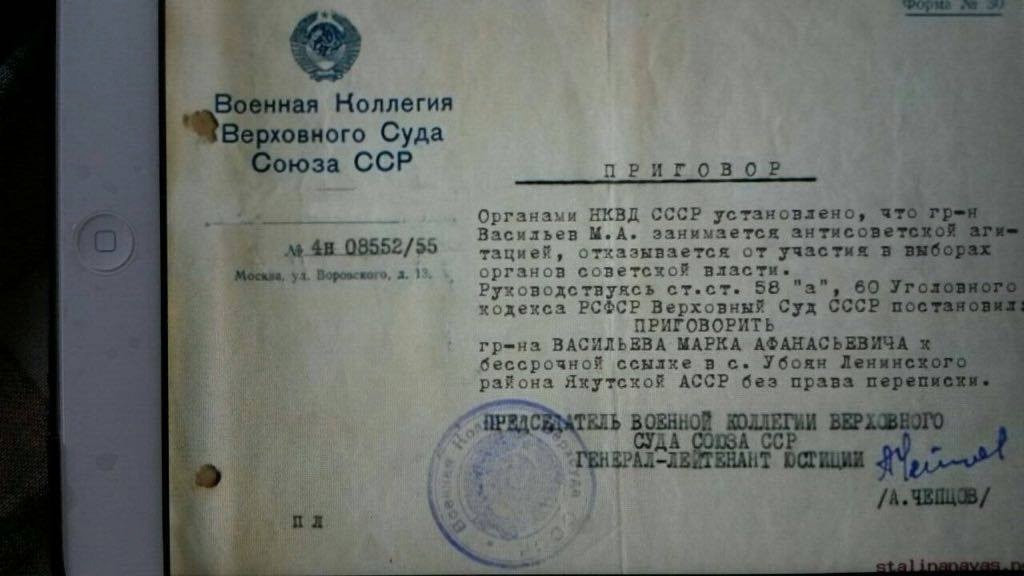 Форма № 30
Военная Коллегия
Верховного Суда
Союза ССР
№ 4н 08552/55
Москва, ул. Воровского, д. 13.
ПРИГОВОР
Органами НКВД СССР установлено, что гр-н
Васильев М.А. занимается антисоветской аги-
тацией, отказывается от участия в выборах
органов советской власти.
Руководствуясь ст.ст. 58 "а", 60 Уголовного
кодекса РСФСР Верховный Суд СССР постановил:
ПРИГОВОРИТЬ
гр-на ВАСИЛЬЕВА МАРКА АФАНАСЬЕВИЧА к
бессрочной ссылке в с. Убоян Ленинского
района Якутской АССР без права переписки.
ПРЕДСЕДАТЕЛЬ ВОЕННОЙ КОЛЛЕГИИ ВЕРХОВНОГО
СУДА СОЮЗА ССР
ГЕНЕРАЛ-ЛЕЙТЕНАНТ ЮСТИЦИИ
/А.ЧЕПЦОВ/
пл